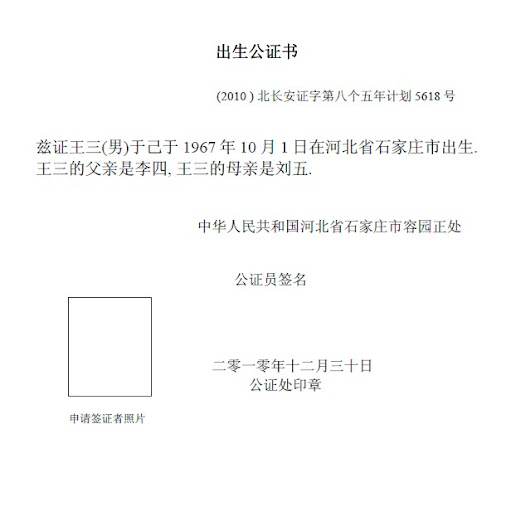 出生公证书
(2010 ) 北长安证字第八个五年计划 5618 号
兹证王三(男)于己于 1967 年 10 月 1 日在河北省石家庄市出生.
王三的父亲是李四, 王三的母亲是刘五.
中华人民共和国河北省石家庄市容园正处
公证员签名
二零一零年十二月三十日
公证处印章
申请签证者照片